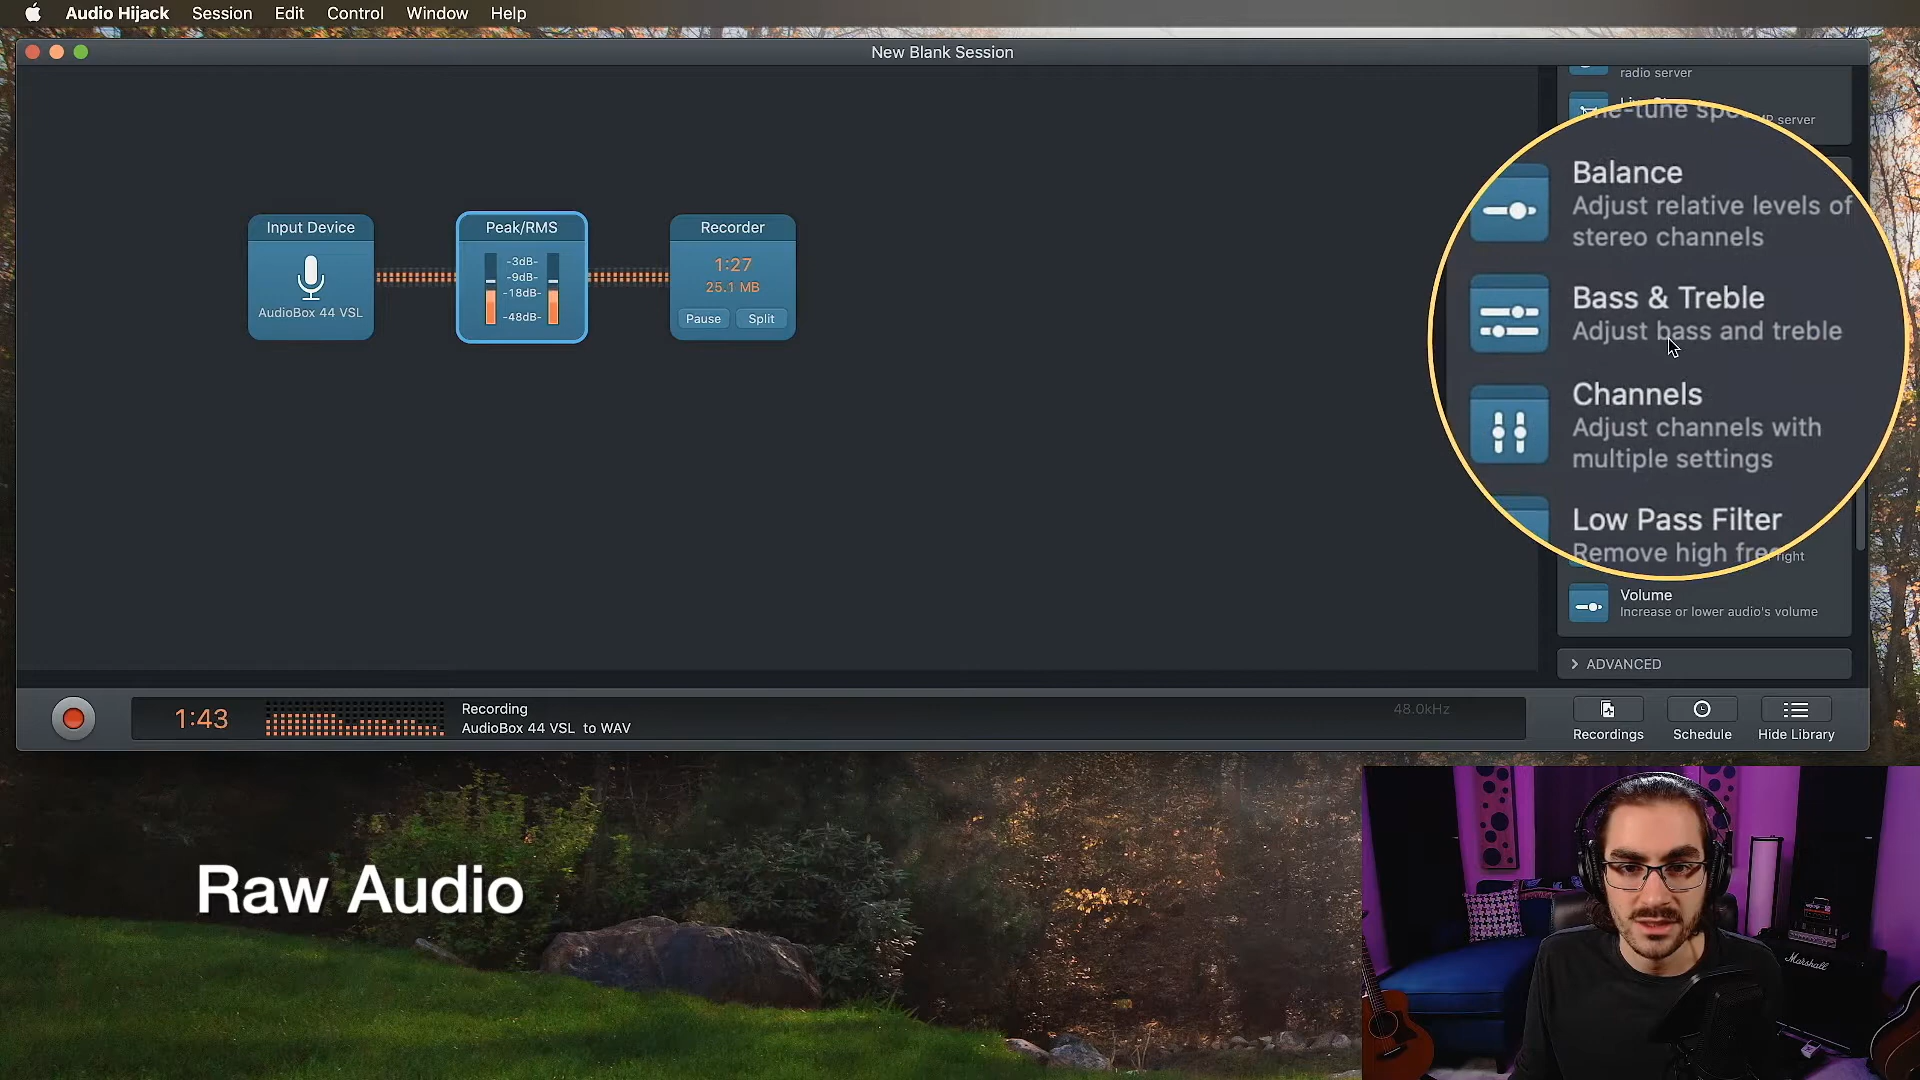 Audio Hijack Session Edit Control Window Help
New Blank Session
radio server
server
fine-tune
Balance
Adjust relative levels of
stereo channels
Bass & Treble
Adjust bass and treble
Channels
Adjust channels with
multiple settings
Low Pass Filter
Remove high
right
Volume
Increase or lower audio's volume
ADVANCED
Input Device
AudioBox 44 VSL
Peak/RMS
-3dB-
-9dB-
-18dB-
-48dB-
Recorder
1:27
25.1 MB
Pause Split
1:43
Recording
AudioBox 44 VSL to WAV
48.0kHz
Recordings Schedule Hide Library
Raw Audio
Marshall